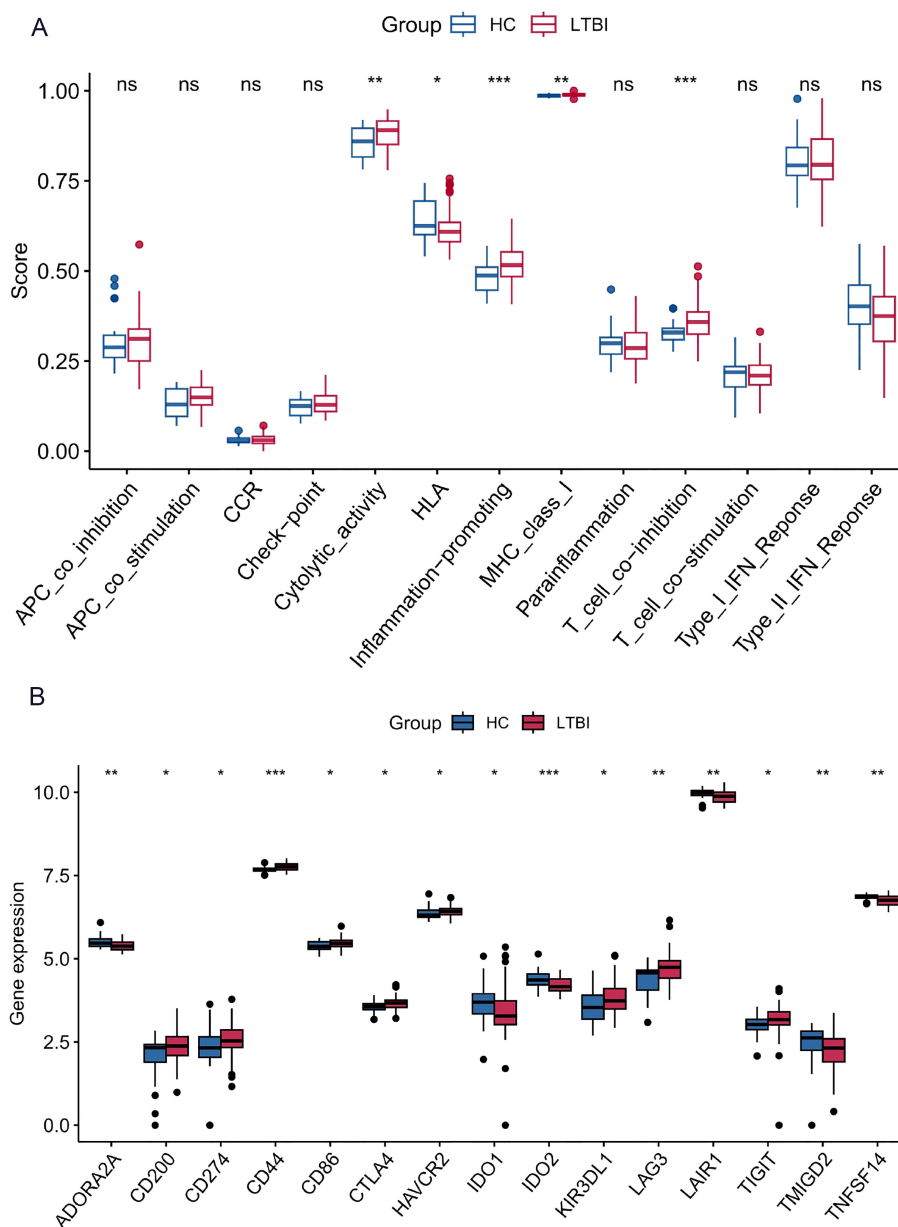 A
Group HC LTBI
ns ns ns ns ** * *** ** ns *** ns ns ns
1.00
0.75
0.50
0.25
0.00
Score
APC_co_inhibition
APC_co_stimulation
CCR
Check-point
Cytolytic_activity
HLA
Inflammation-promoting
MHC_class_I
Parainflammation
T_cell_co-inhibition
T_cell_co-stimulation
Type_I_IFN_Reponse
Type_II_IFN_Reponse
B
Group HC LTBI
** * * *** * * * * *** * ** ** * ** **
10.0
7.5
5.0
2.5
0.0
Gene expression
ADORA2A
CD200
CD274
CD44
CD86
CTLA4
HAVCR2
IDO1
IDO2
KIR3DL1
LAG3
LAIR1
TIGIT
TMIGD2
TNFSF14